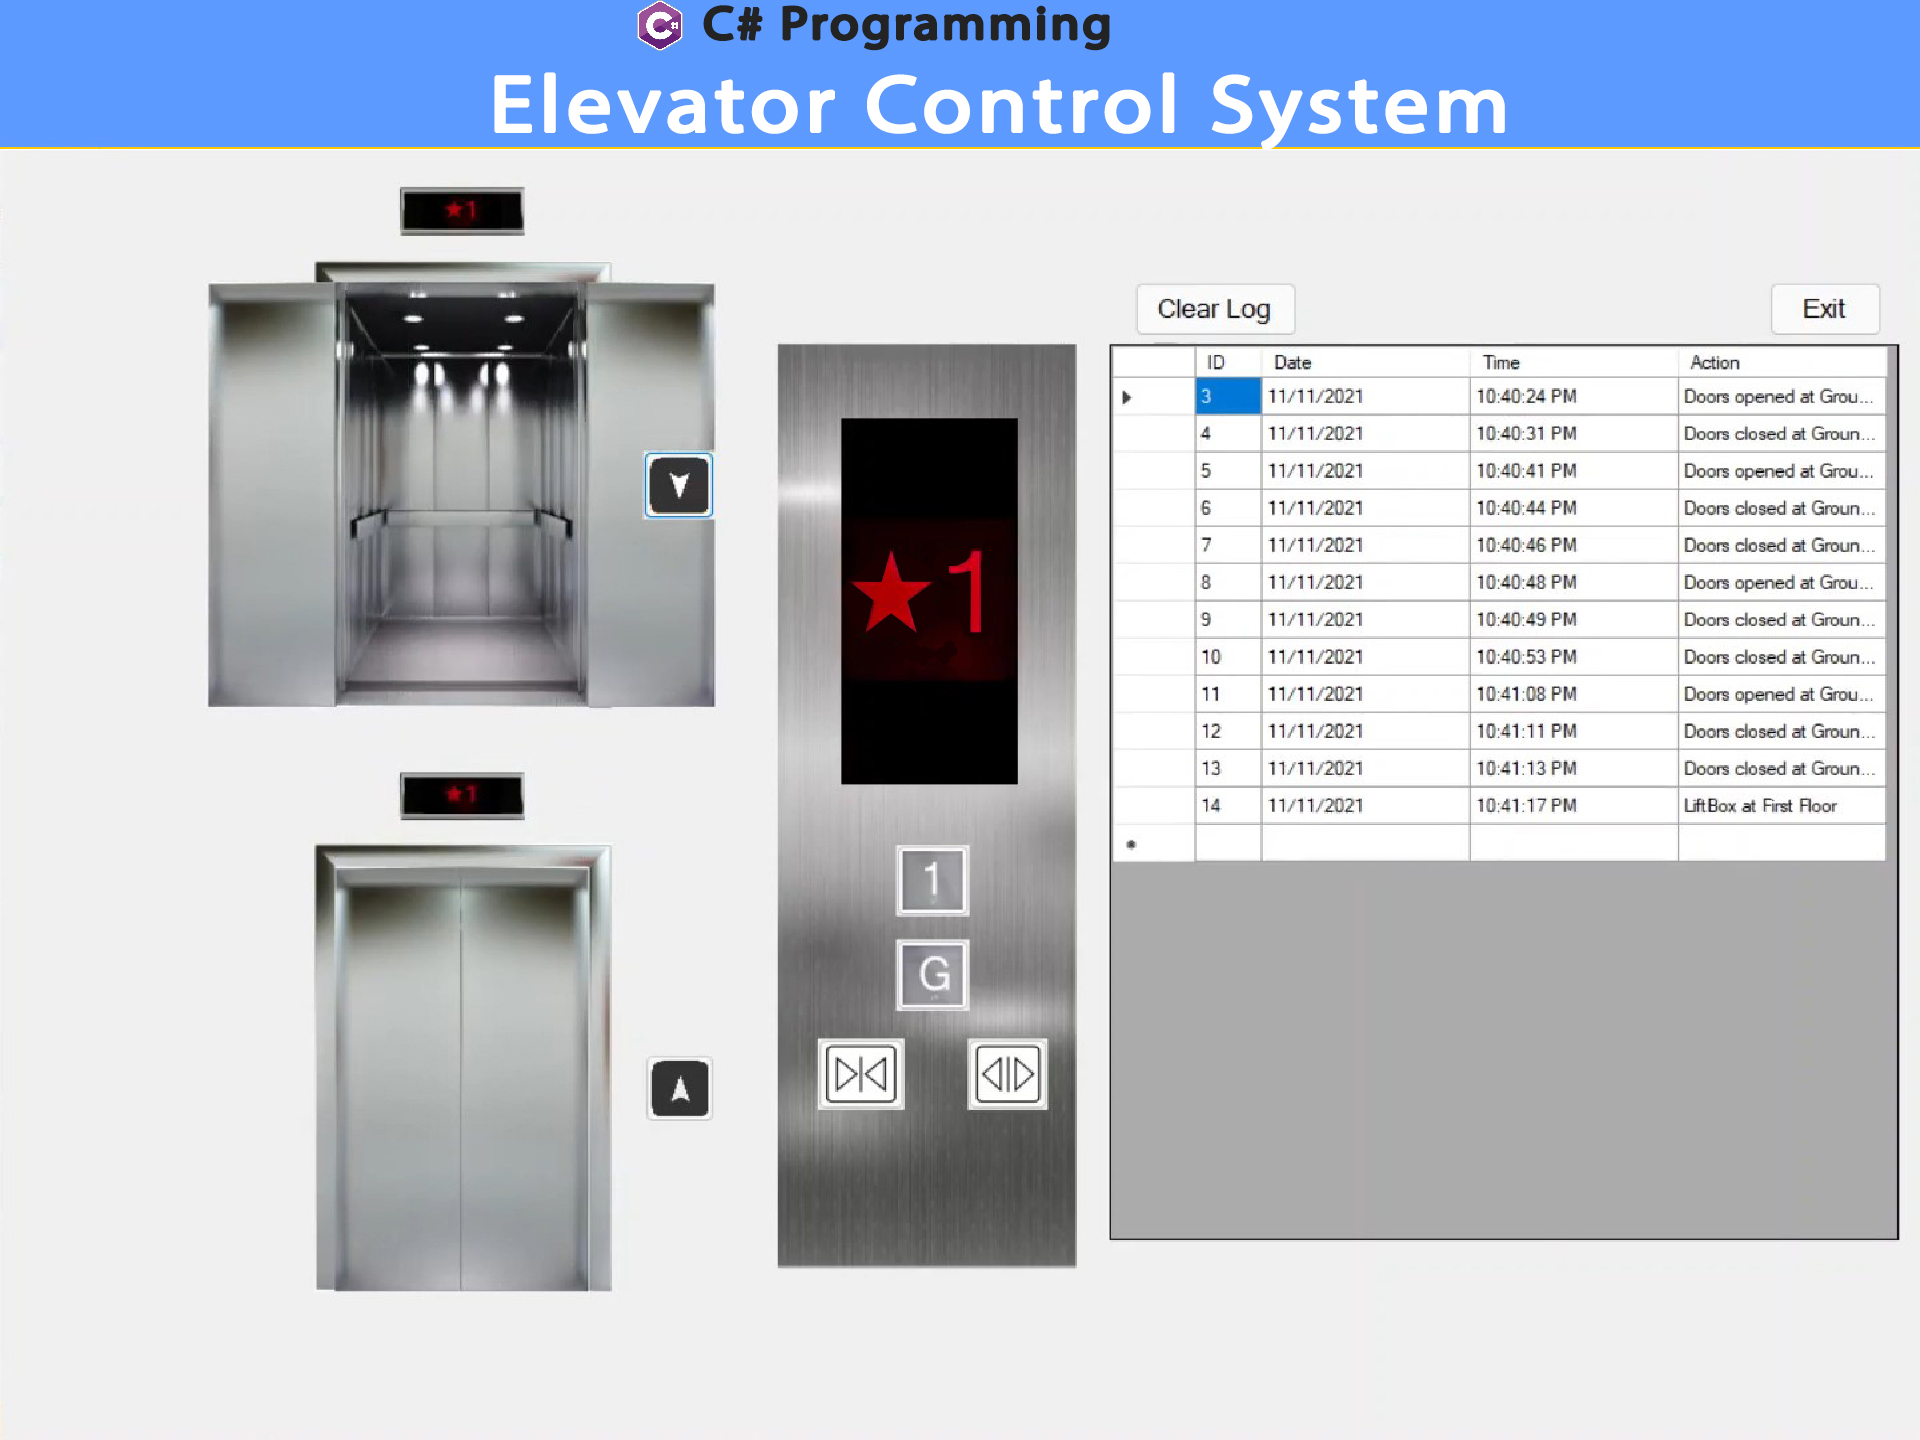 C# Programming
Elevator Control System
★1
Clear Log
Exit
ID Date Time Action
3 11/11/2021 10:40:24 PM Doors opened at Grou...
4 11/11/2021 10:40:31 PM Doors closed at Groun...
5 11/11/2021 10:40:41 PM Doors opened at Grou...
6 11/11/2021 10:40:44 PM Doors closed at Groun...
7 11/11/2021 10:40:46 PM Doors closed at Groun...
8 11/11/2021 10:40:48 PM Doors opened at Grou...
9 11/11/2021 10:40:49 PM Doors closed at Groun...
10 11/11/2021 10:40:53 PM Doors closed at Groun...
11 11/11/2021 10:41:08 PM Doors opened at Grou...
12 11/11/2021 10:41:11 PM Doors closed at Groun...
13 11/11/2021 10:41:13 PM Doors closed at Groun...
14 11/11/2021 10:41:17 PM LiftBox at First Floor
★1
★1
1
G